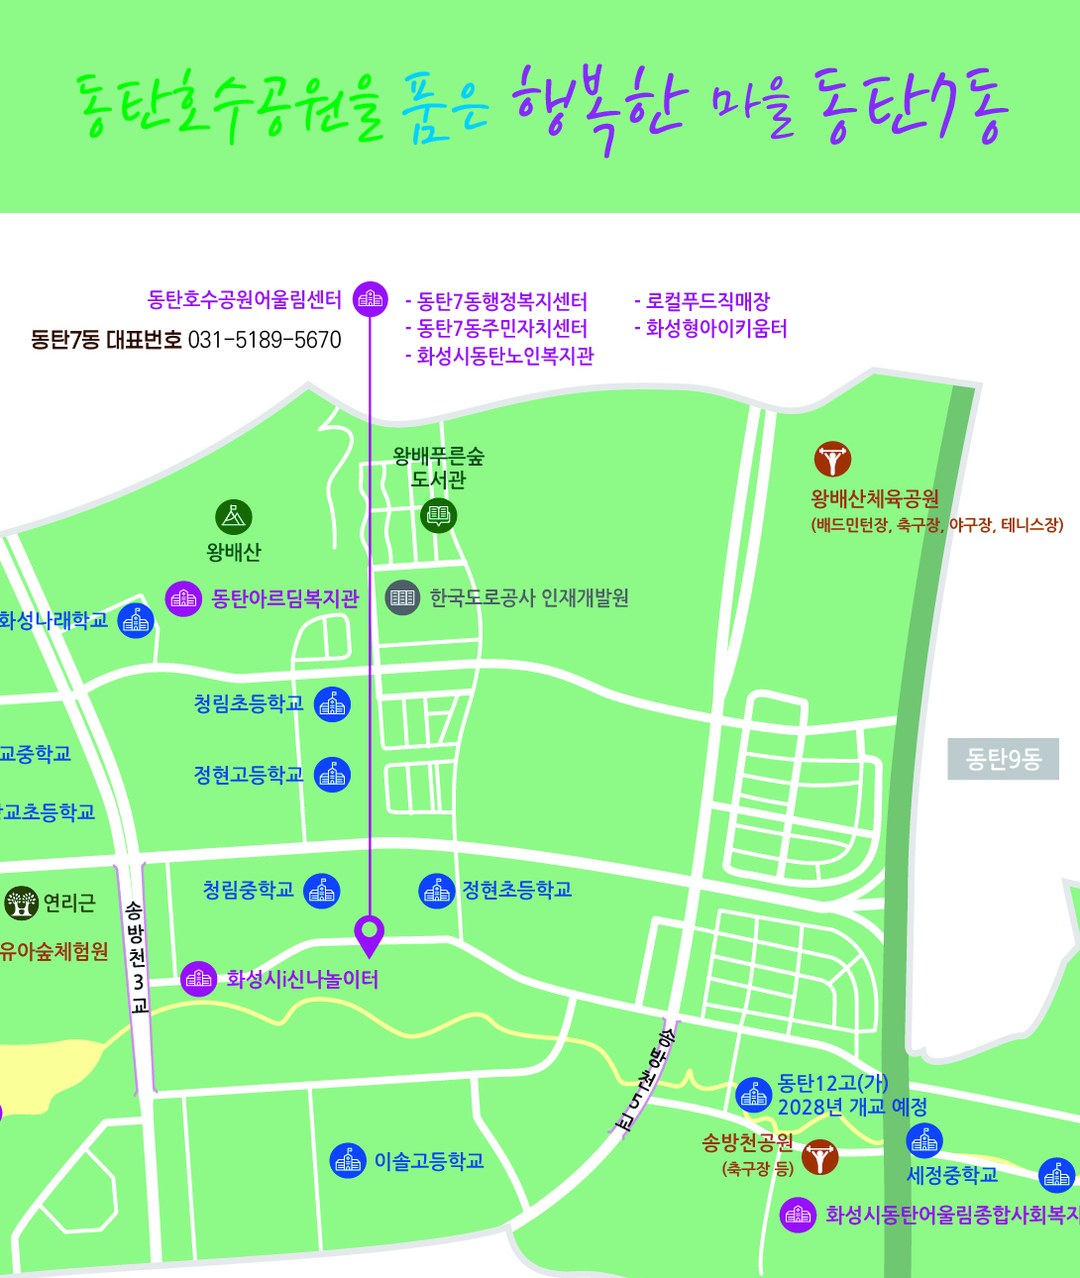 동탄호수공원을 품은 행복한 마을 동탄7동
동탄호수공원어울림센터
동탄7동 대표번호 031-5189-5670
- 동탄7동행정복지센터
- 동탄7동주민자치센터
- 화성시동탄노인복지관
- 로컬푸드직매장
- 화성형아이키움터
왕배푸른숲
도서관
왕배산체육공원
(배드민턴장, 축구장, 야구장, 테니스장)
왕배산
동탄아르딤복지관
한국도로공사 인재개발원
화성나래학교
청림초등학교
교중학교
정현고등학교
동탄9동
교초등학교
청림중학교
정현초등학교
연리근
송방천3교
유아숲체험원
화성시i신나놀이터
송방천5교
동탄12고(가)
2028년 개교 예정
송방천공원
(축구장 등)
이솔고등학교
세정중학교
화성시동탄어울림종합사회복지